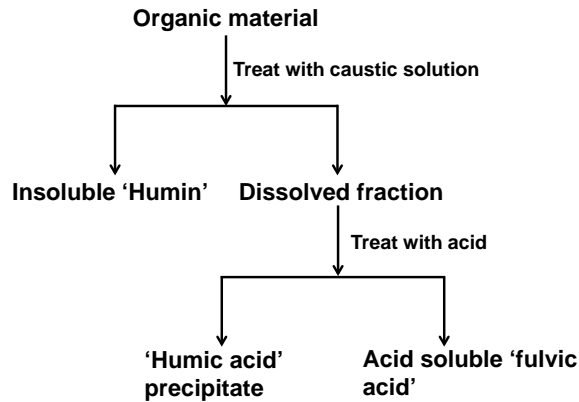 Organic material
Treat with caustic solution
Insoluble ‘Humin’
Dissolved fraction
Treat with acid
‘Humic acid’
precipitate
Acid soluble ‘fulvic
acid’